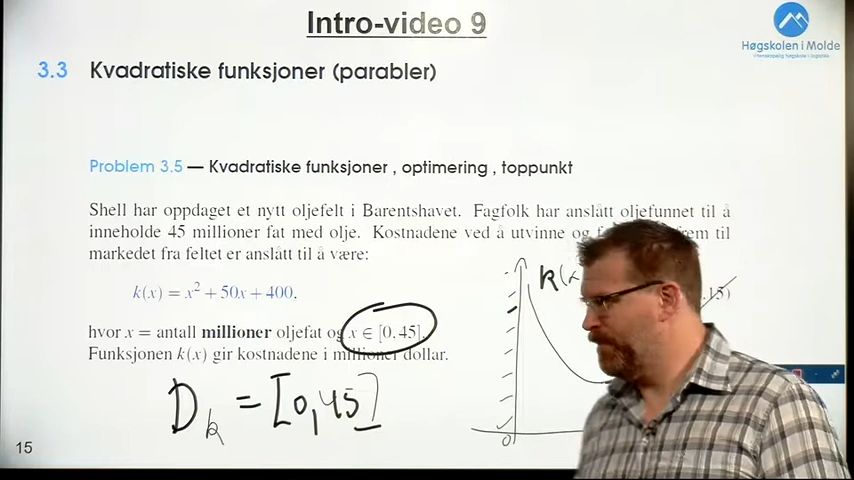 Intro-video 9
Høgskolen i Molde
3.3 Kvadratiske funksjoner (parabler)
Problem 3.5 — Kvadratiske funksjoner , optimering , toppunkt
Shell har oppdaget et nytt oljefelt i Barentshavet. Fagfolk har anslått oljefunnet til å
inneholde 45 millioner fat med olje. Kostnadene ved å utvinne og frem til
markedet fra feltet er anslått til å være:
k(x) = x² + 50x + 400.
k(x
15)
hvor x = antall millioner oljefat og x ∈ [0, 45].
Funksjonen k(x) gir kostnadene i millioner dollar.
D_k = [0,45]
0
15